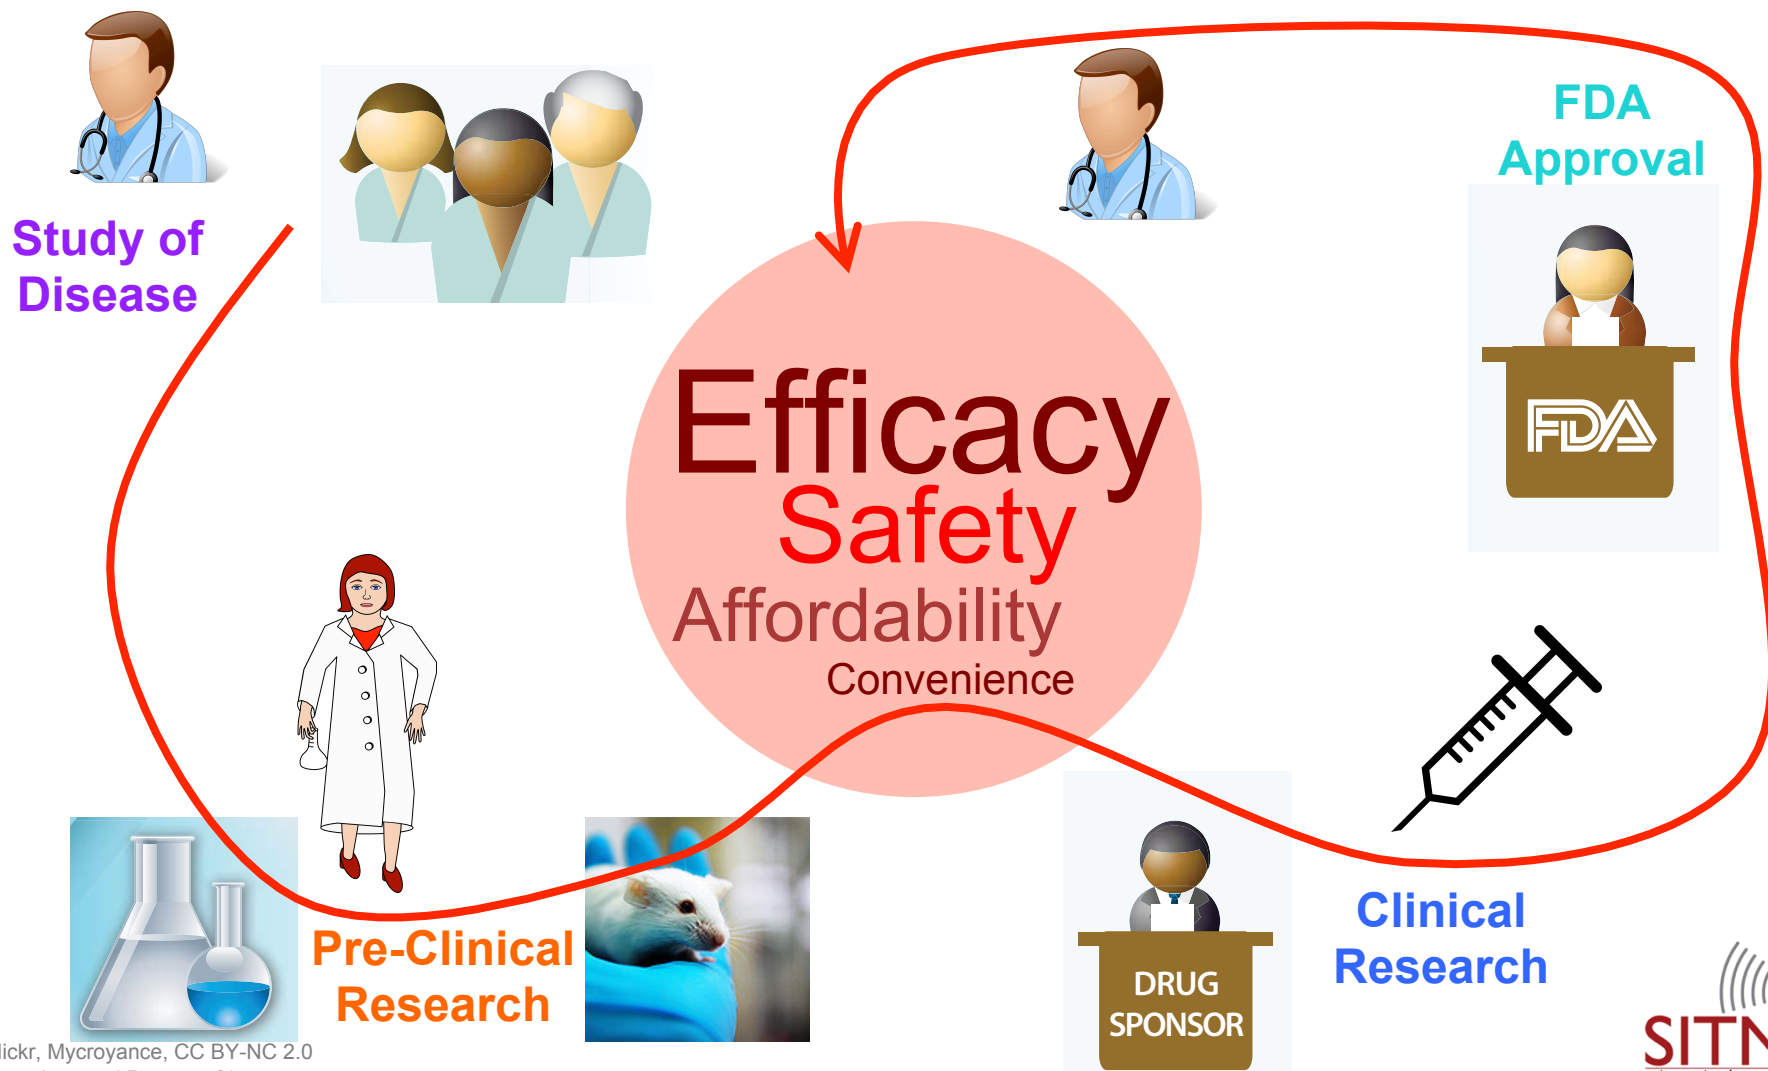 Study of
Disease
FDA
Approval
FDA
Efficacy
Safety
Affordability
Convenience
Pre-Clinical
Research
DRUG
SPONSOR
Clinical
Research
SITN
Mycroyance, CC BY-NC 2.0